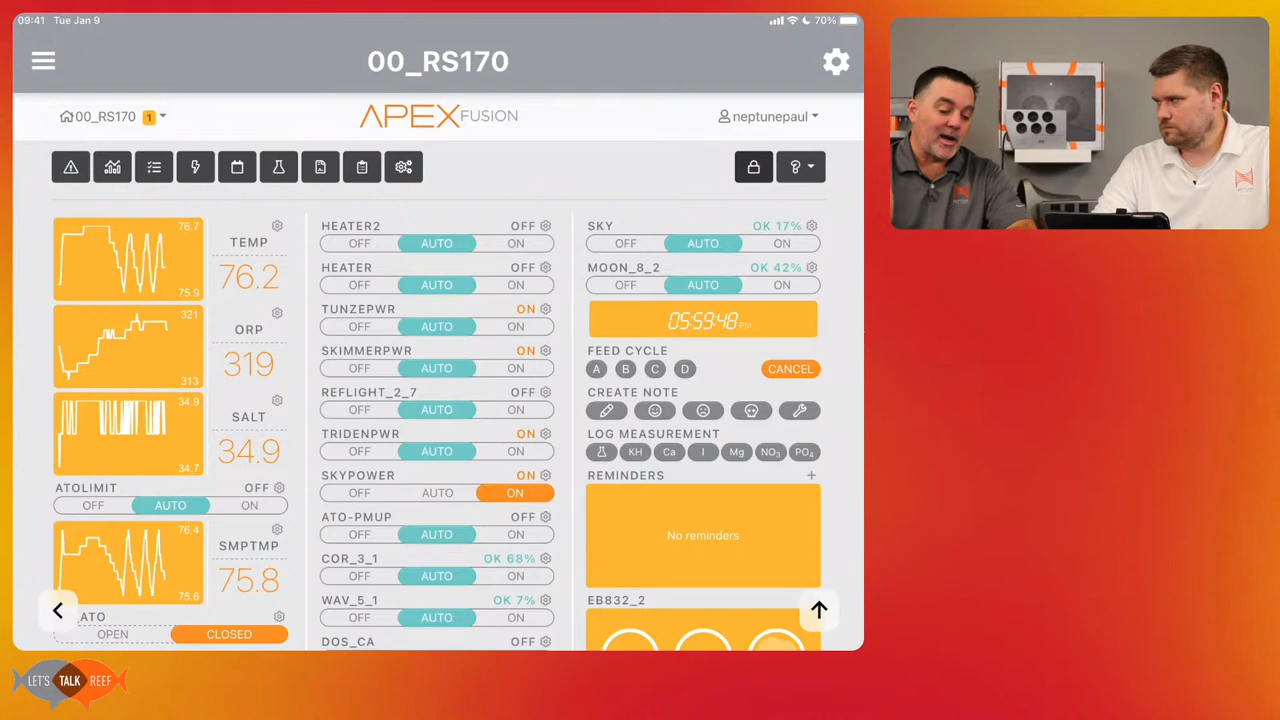 09:41 Tue Jan 9
70%
00_RS170
00_RS170 1
APEXFUSION
neptunepaul
?
76.7
75.9
TEMP
76.2
321
313
ORP
319
34.9
34.7
SALT
34.9
ATOLIMIT OFF
OFF AUTO ON
76.4
75.6
SMPTMP
75.8
_ATO
OPEN CLOSED
HEATER2 OFF
OFF AUTO ON
HEATER OFF
OFF AUTO ON
TUNZEPWR ON
OFF AUTO ON
SKIMMERPWR ON
OFF AUTO ON
REFLIGHT_2_7 OFF
OFF AUTO ON
TRIDENPWR ON
OFF AUTO ON
SKYPOWER ON
OFF AUTO ON
ATO-PMUP OFF
OFF AUTO ON
COR_3_1 OK 68%
OFF AUTO ON
WAV_5_1 OK 7%
OFF AUTO ON
DOS_CA OFF
SKY OK 17%
OFF AUTO ON
MOON_8_2 OK 42%
OFF AUTO ON
05:59:48 PM
FEED CYCLE
A B C D CANCEL
CREATE NOTE
LOG MEASUREMENT
KH Ca I Mg NO3 PO4
REMINDERS +
No reminders
EB832_2
LET'S TALK REEF